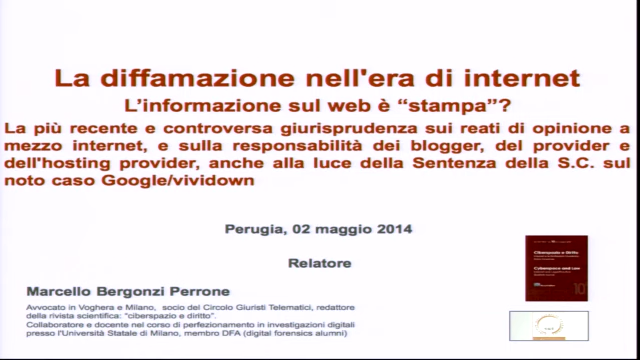 La diffamazione nell'era di internet
L'informazione sul web è “stampa”?
La più recente e controversa giurisprudenza sui reati di opinione a
mezzo internet, e sulla responsabilità dei blogger, del provider e
dell'hosting provider, anche alla luce della Sentenza della S.C. sul
noto caso Google/vividown
Perugia, 02 maggio 2014
Relatore
Marcello Bergonzi Perrone
Avvocato in Voghera e Milano, socio del Circolo Giuristi Telematici, redattore
della rivista scientifica: “ciberspazio e diritto”.
Collaboratore e docente nel corso di perfezionamento in investigazioni digitali
presso l'Università Statale di Milano, membro DFA (digital forensics alumni)
Ciberspazio e Diritto
Cyberspace and Law